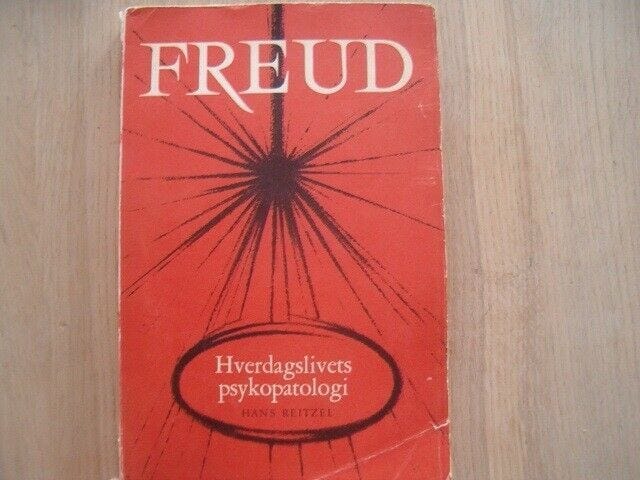 FREUD
Hverdagslivets
psykopatologi
HANS REITZEL